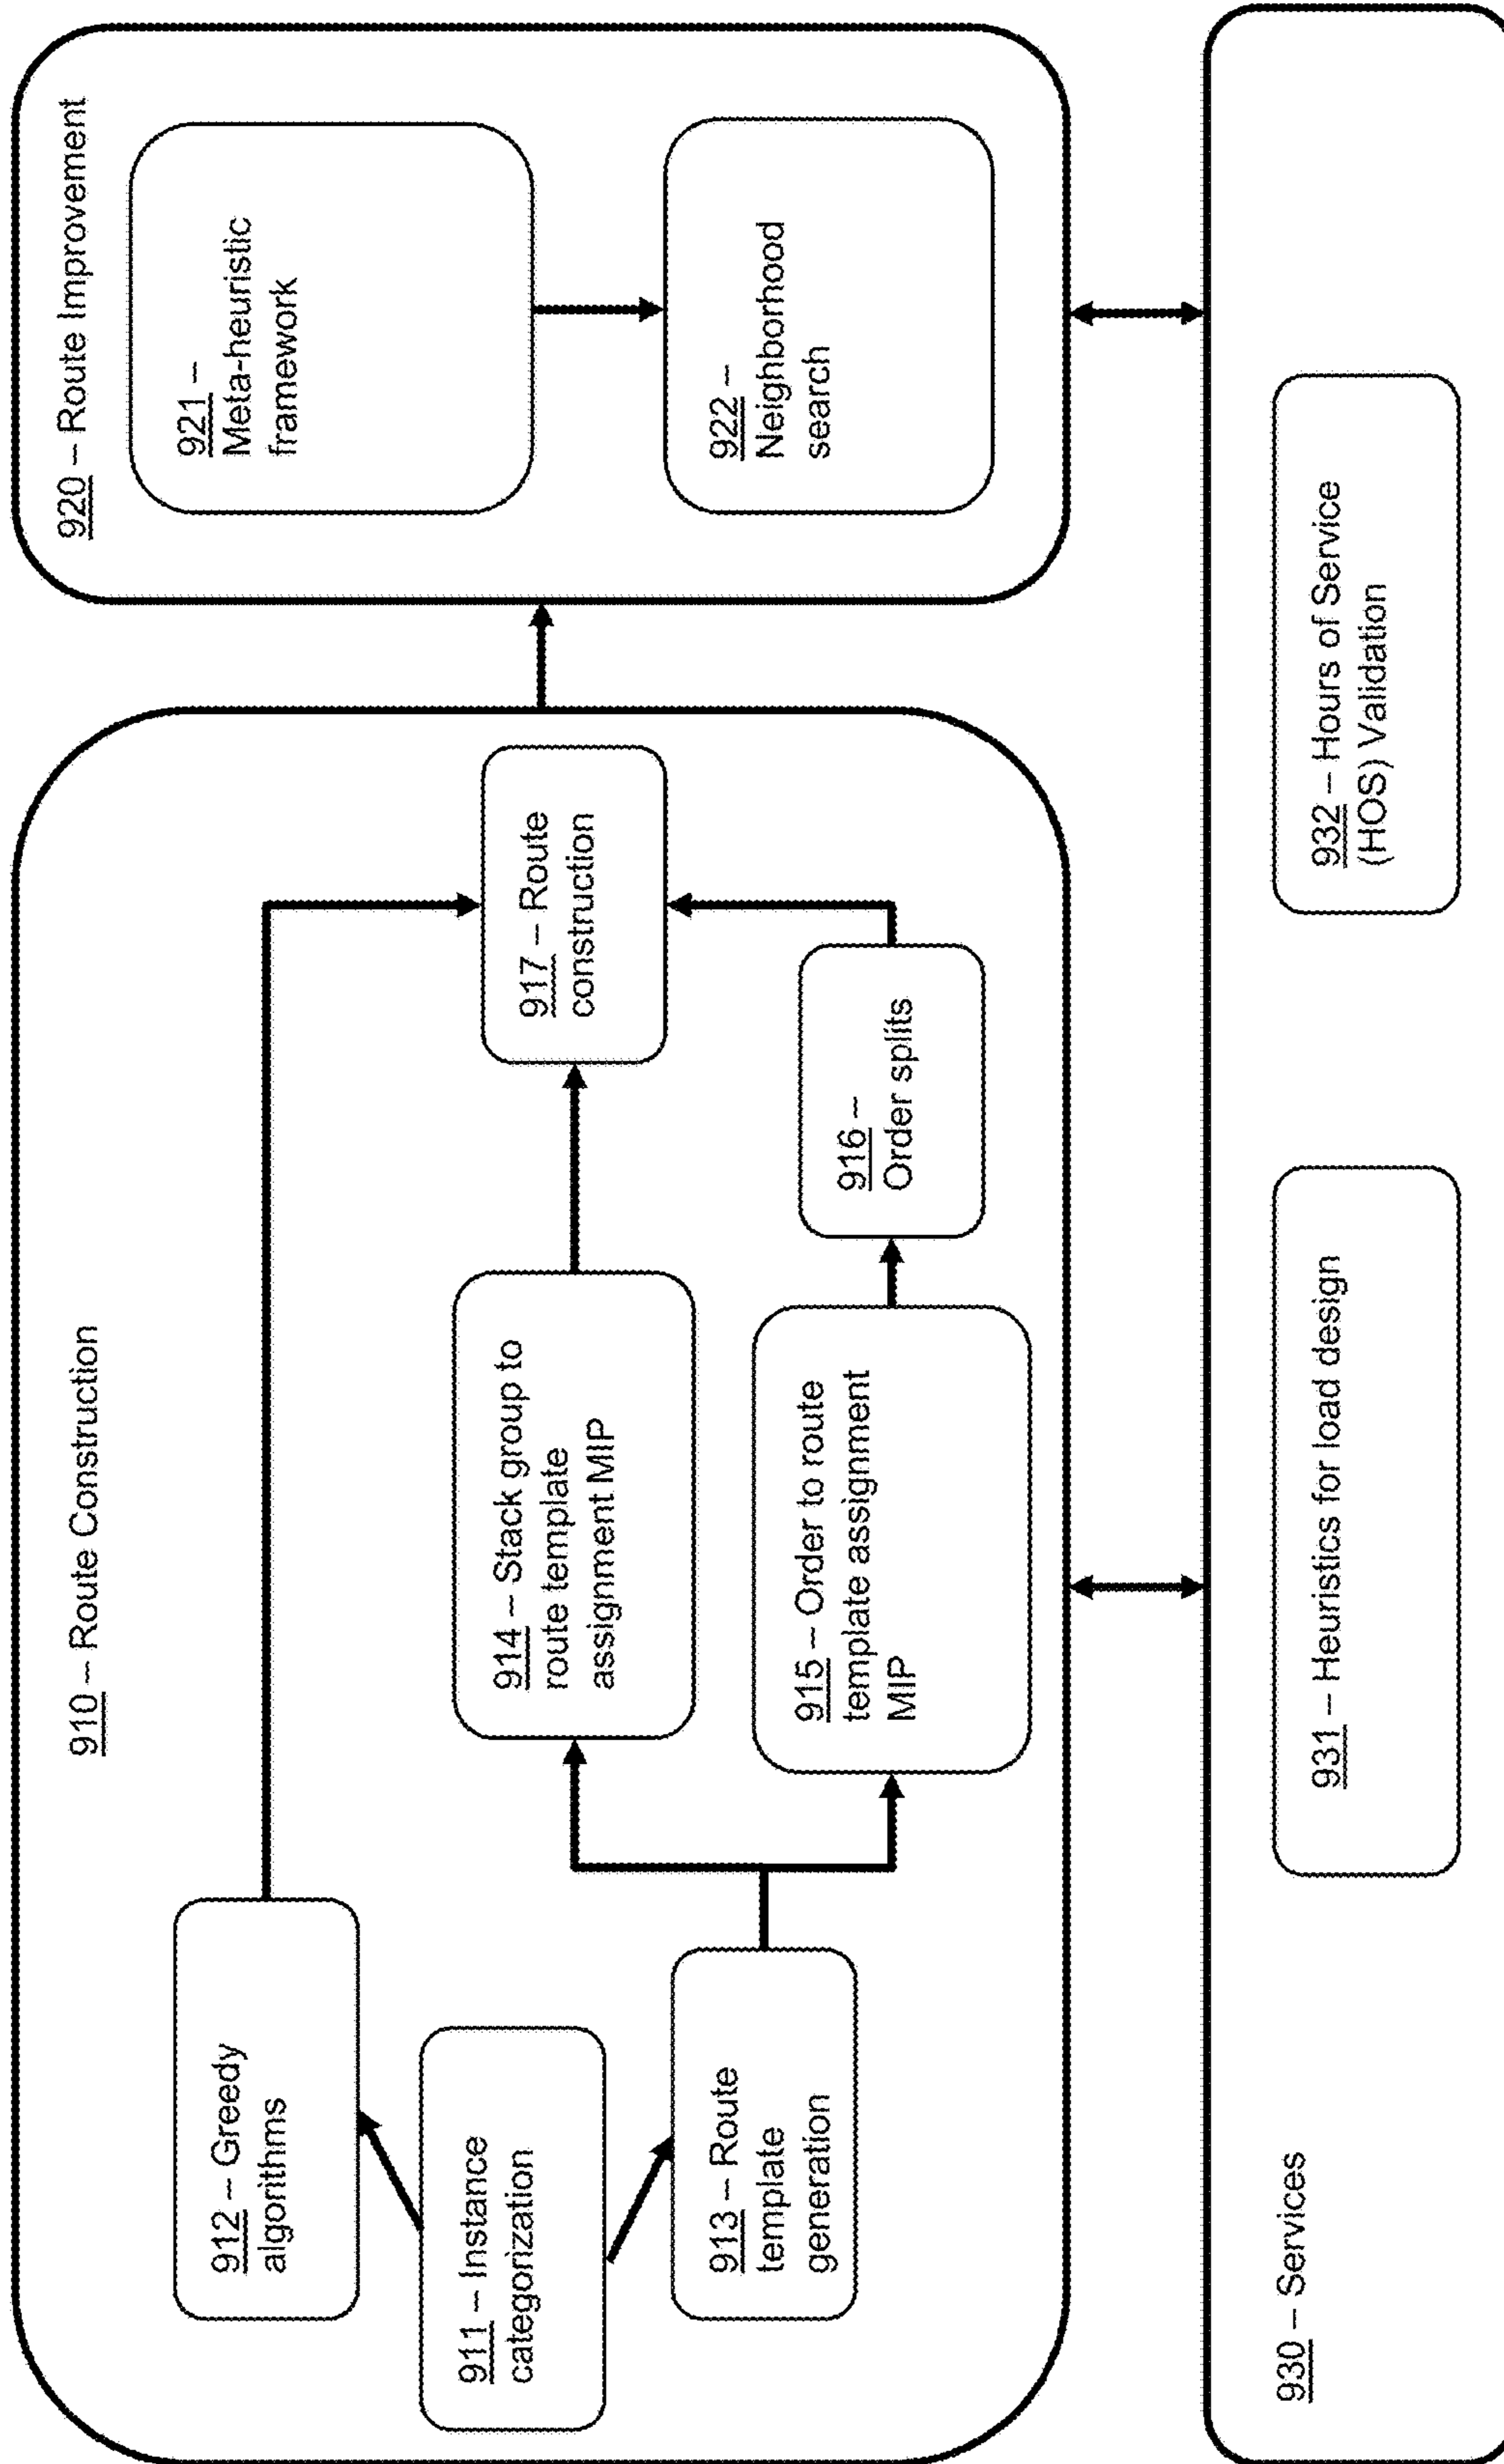 910 – Route Construction
912 – Greedy
algorithms
911 – Instance
categorization
913 – Route
template
generation
914 – Stack group to
route template
assignment MIP
915 – Order to route
template assignment
MIP
916 –
Order splits
917 – Route
construction
920 – Route Improvement
921 –
Meta-heuristic
framework
922 –
Neighborhood
search
930 – Services
931 – Heuristics for load design
932 – Hours of Service
(HOS) Validation